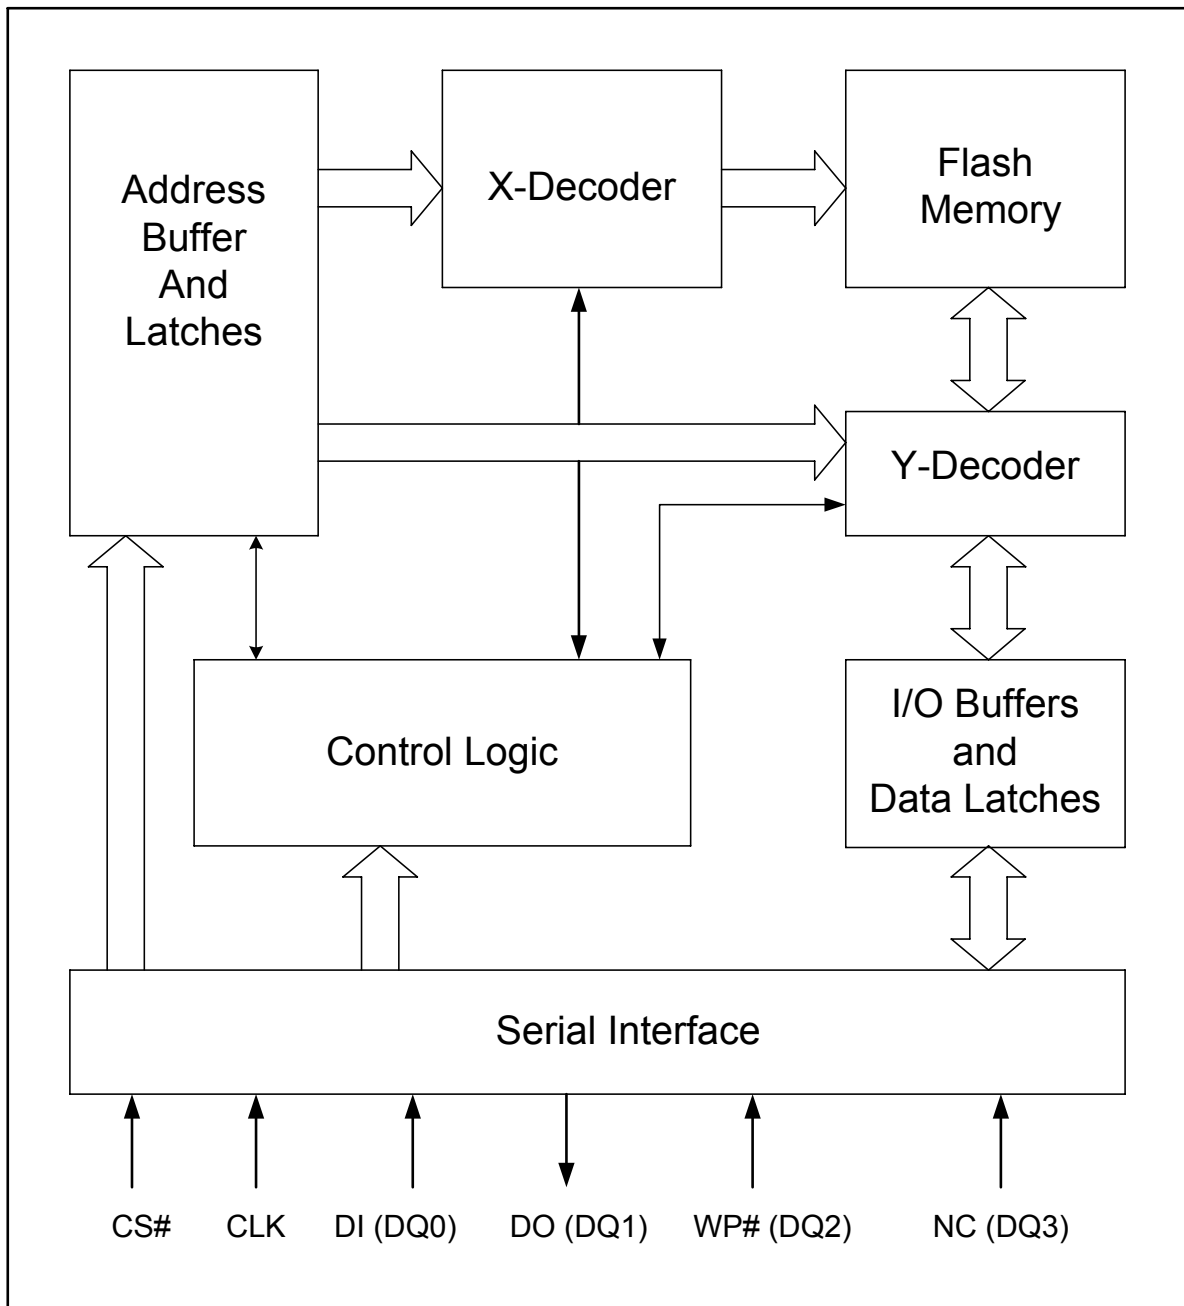 Address
Buffer
And
Latches
X-Decoder
Flash
Memory
Y-Decoder
Control Logic
I/O Buffers
and
Data Latches
Serial Interface
CS#
CLK
DI (DQ0)
DO (DQ1)
WP# (DQ2)
NC (DQ3)